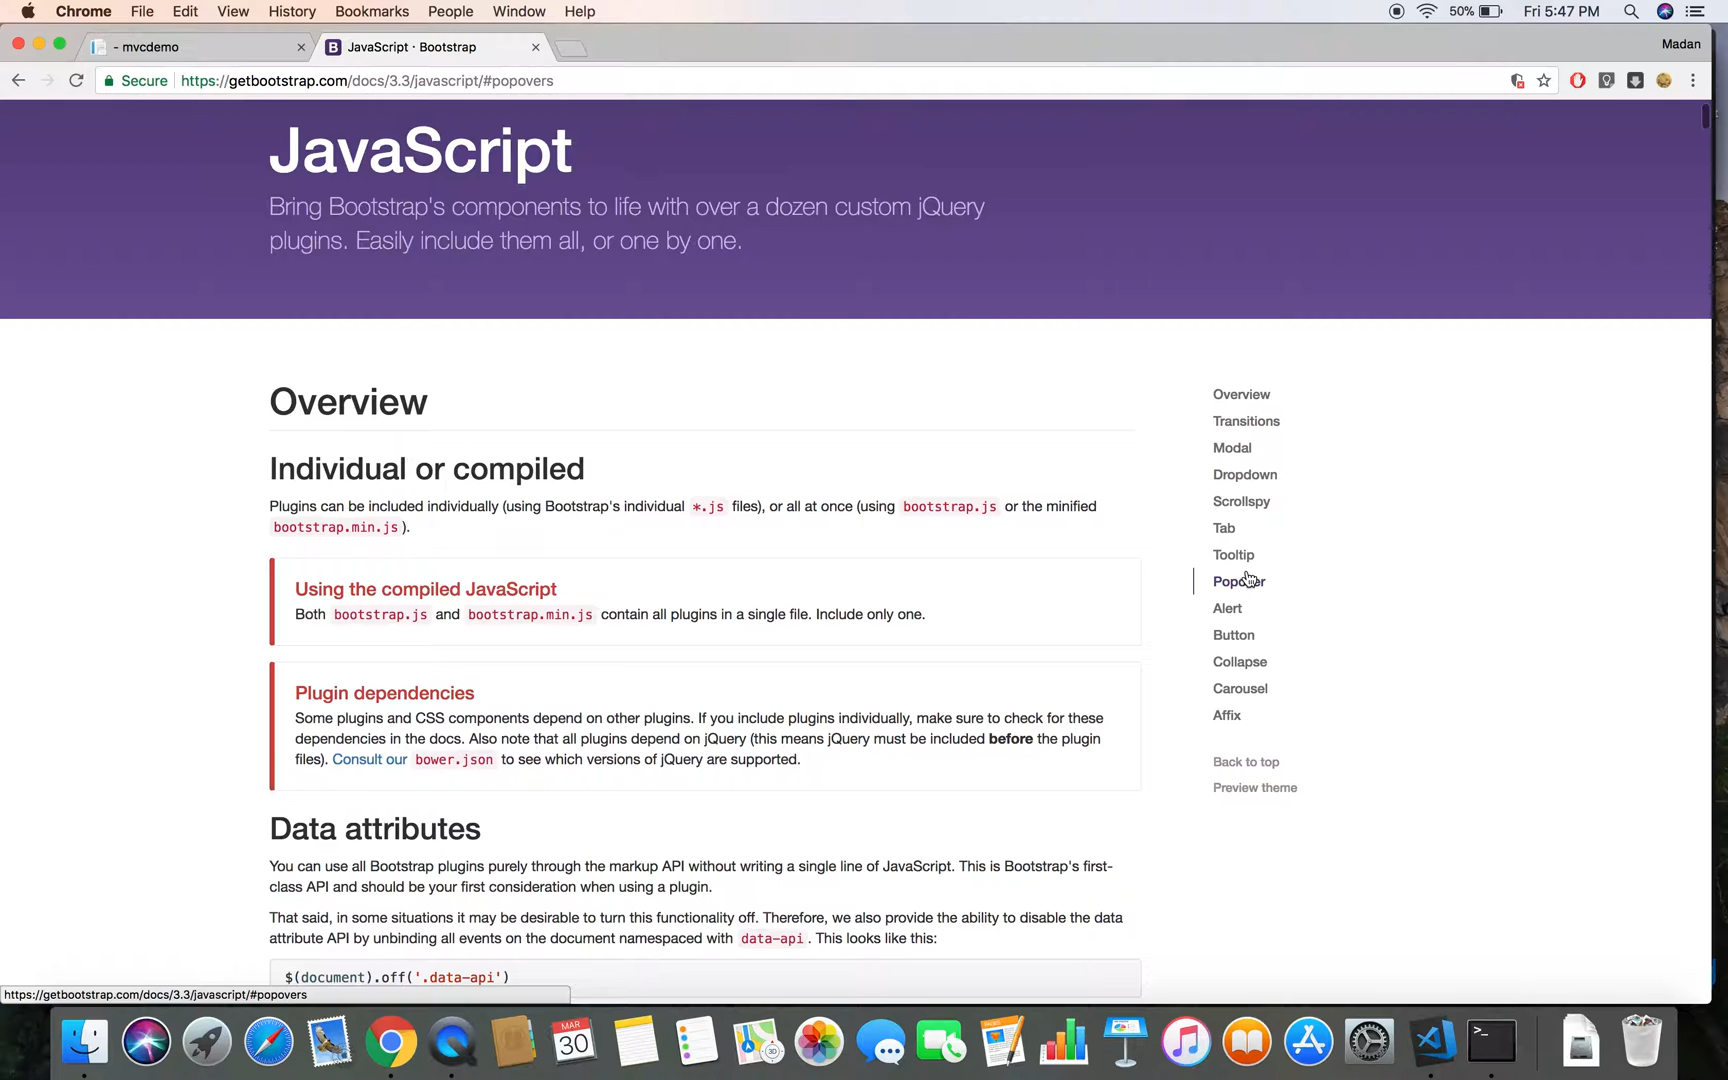 Chrome File Edit View History Bookmarks People Window Help 50% Fri 5:47 PM
- mvcdemo JavaScript · Bootstrap Madan
Secure https://getbootstrap.com/docs/3.3/javascript/#popovers
JavaScript
Bring Bootstrap's components to life with over a dozen custom jQuery
plugins. Easily include them all, or one by one.
Overview
Individual or compiled
Plugins can be included individually (using Bootstrap's individual *.js files), or all at once (using bootstrap.js or the minified
bootstrap.min.js ).
Using the compiled JavaScript
Both bootstrap.js and bootstrap.min.js contain all plugins in a single file. Include only one.
Plugin dependencies
Some plugins and CSS components depend on other plugins. If you include plugins individually, make sure to check for these
dependencies in the docs. Also note that all plugins depend on jQuery (this means jQuery must be included before the plugin
files). Consult our bower.json to see which versions of jQuery are supported.
Data attributes
You can use all Bootstrap plugins purely through the markup API without writing a single line of JavaScript. This is Bootstrap's first-
class API and should be your first consideration when using a plugin.
That said, in some situations it may be desirable to turn this functionality off. Therefore, we also provide the ability to disable the data
attribute API by unbinding all events on the document namespaced with data-api . This looks like this:
$(document).off('.data-api')
Overview
Transitions
Modal
Dropdown
Scrollspy
Tab
Tooltip
Popover
Alert
Button
Collapse
Carousel
Affix
Back to top
Preview theme
https://getbootstrap.com/docs/3.3/javascript/#popovers
MAR
30
3D
>_